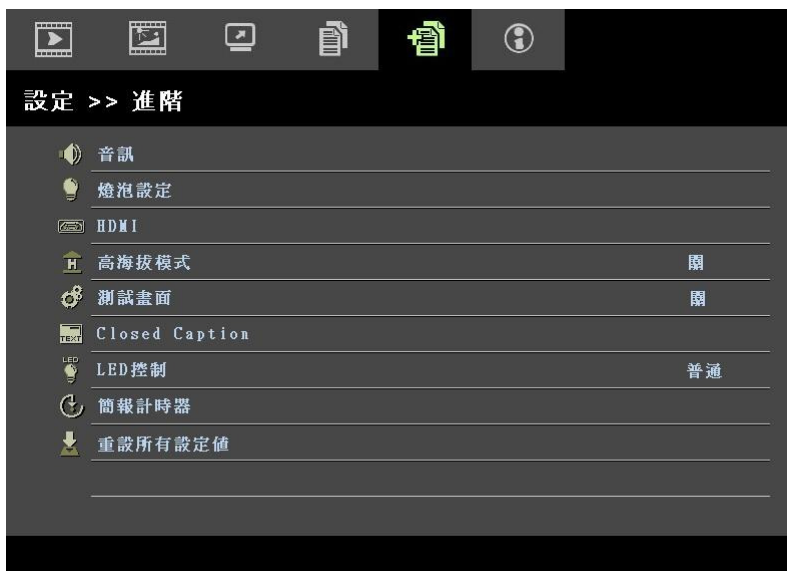 設定 >> 進階
音訊
燈泡設定
HDMI
高海拔模式 關
測試畫面 關
TEXT Closed Caption
LED LED控制 普通
簡報計時器
重設所有設定值